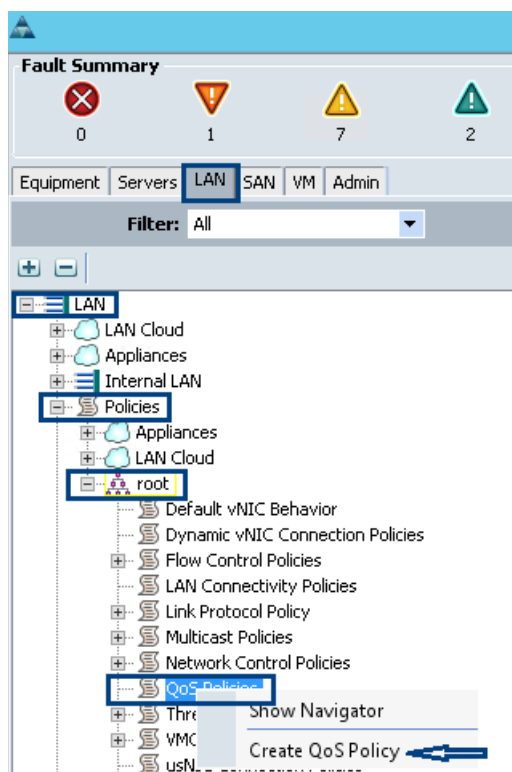 Fault Summary
0 1 7 2
Equipment Servers LAN SAN VM Admin
Filter: All
LAN
LAN Cloud
Appliances
Internal LAN
Policies
Appliances
LAN Cloud
root
Default vNIC Behavior
Dynamic vNIC Connection Policies
Flow Control Policies
LAN Connectivity Policies
Link Protocol Policy
Multicast Policies
Network Control Policies
QoS Policies
Thre
Show Navigator
VMC
Create QoS Policy